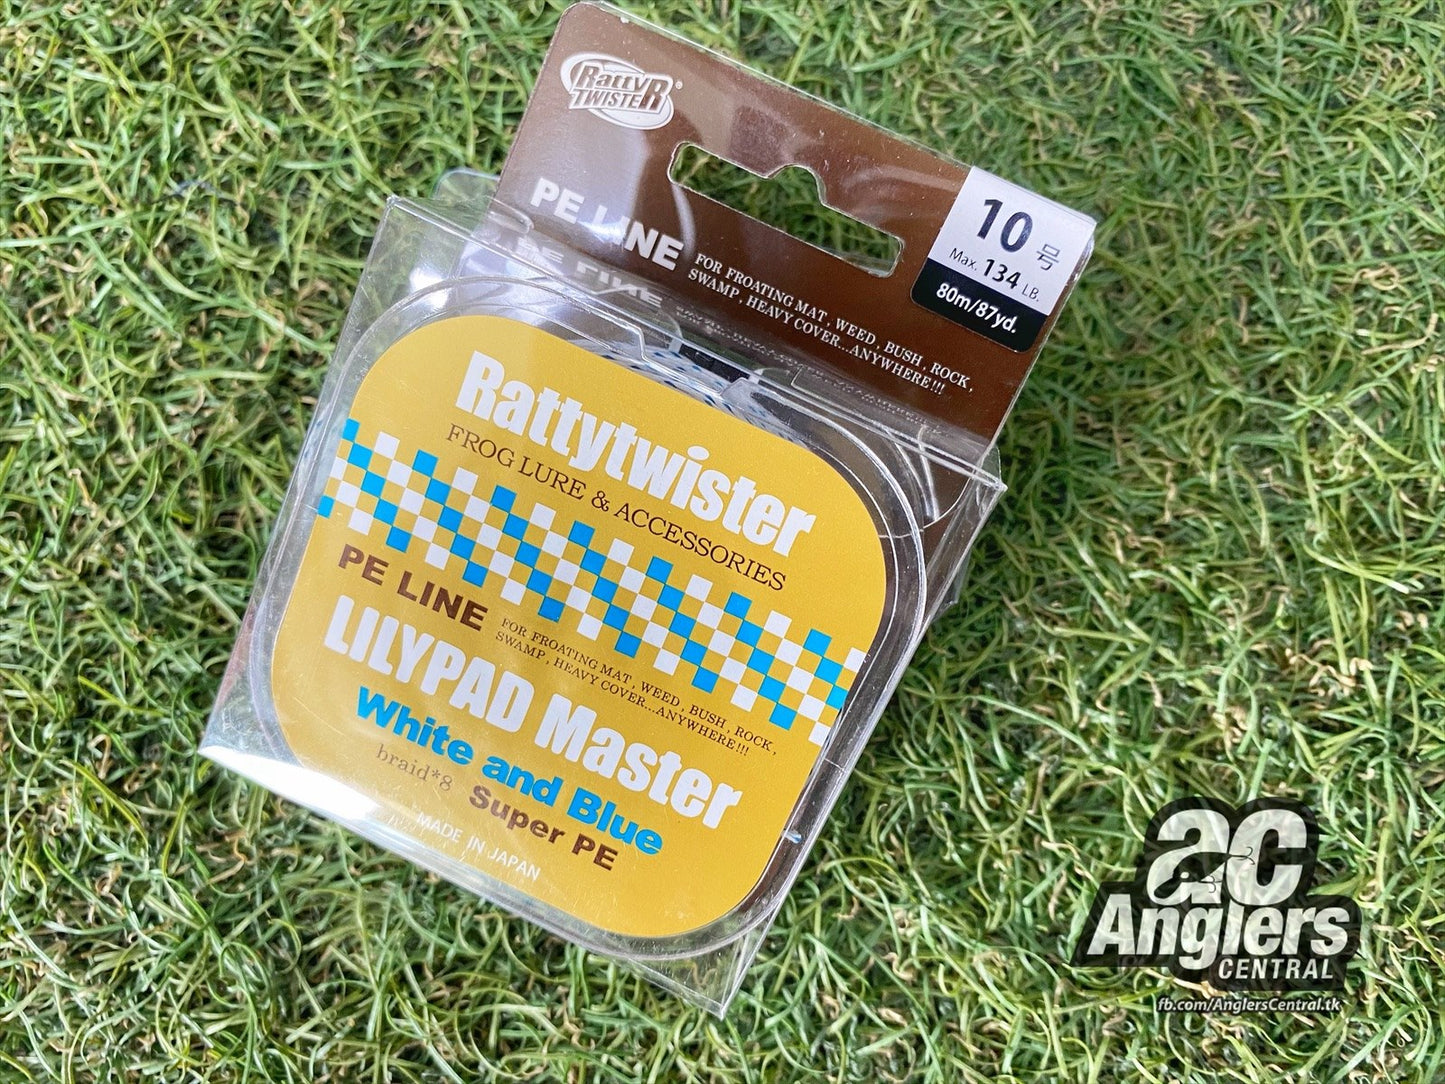 Ratty
TWISTER
®
PE LINE
FOR FROATING MAT , WEED , BUSH , ROCK ,
SWAMP , HEAVY COVER...ANYWHERE!!!
10号
Max. 134 LB.
80m/87yd.
Rattytwister
FROG LURE & ACCESSORIES
PE LINE
FOR FROATING MAT , WEED , BUSH , ROCK ,
SWAMP , HEAVY COVER...ANYWHERE!!!
LILYPAD Master
White and Blue
braid*8 Super PE
MADE IN JAPAN
ac
Anglers
CENTRAL
fb.com/AnglersCentral.tk